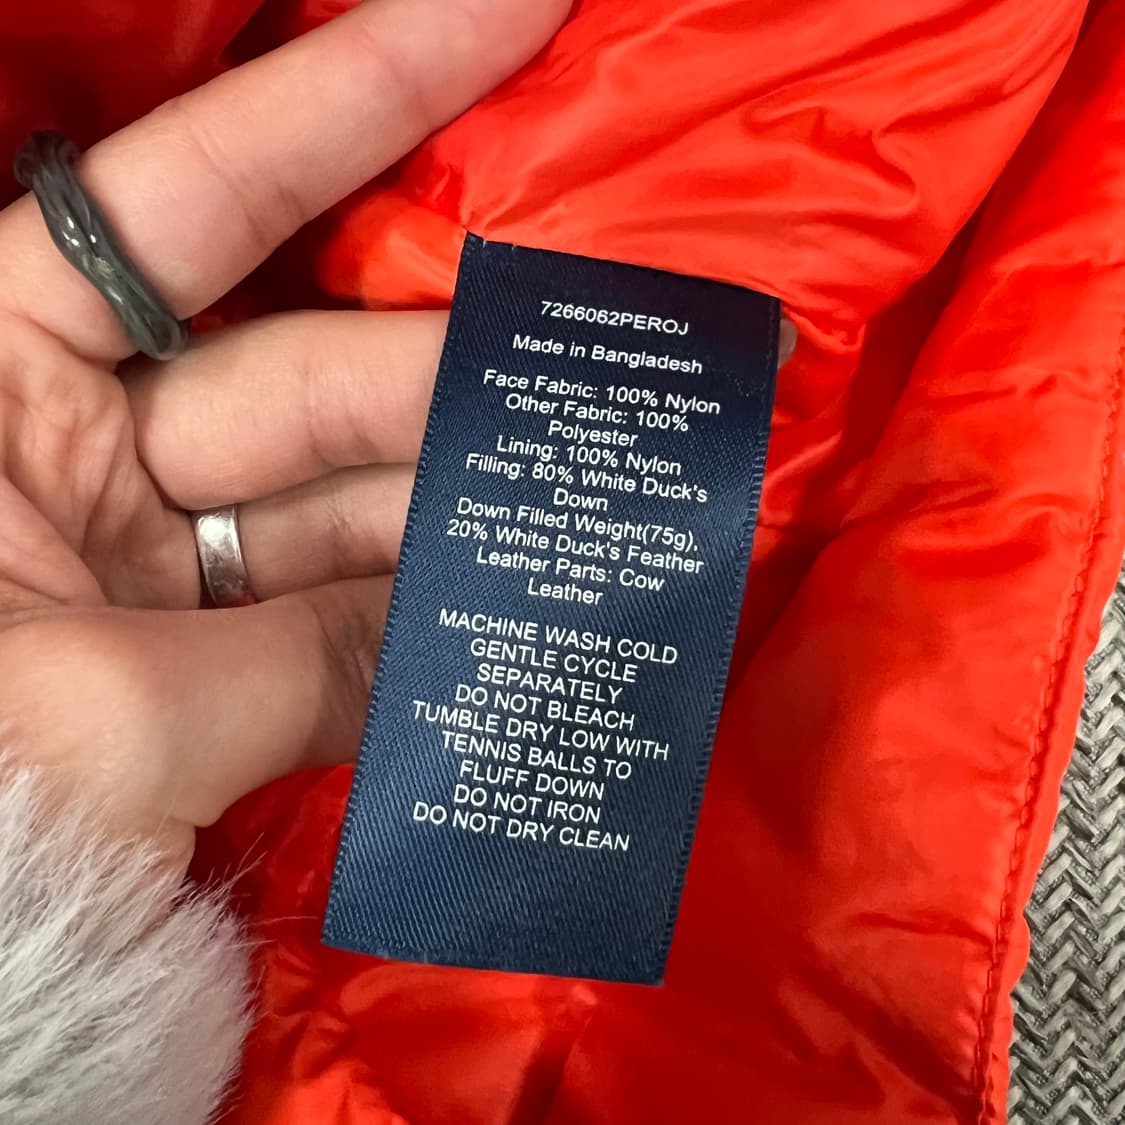 7266062PEROJ
Made in Bangladesh
Face Fabric: 100% Nylon
Other Fabric: 100%
Polyester
Lining: 100% Nylon
Filling: 80% White Duck's
Down
Down Filled Weight(75g),
20% White Duck's Feather
Leather Parts: Cow
Leather
MACHINE WASH COLD
GENTLE CYCLE
SEPARATELY
DO NOT BLEACH
TUMBLE DRY LOW WITH
TENNIS BALLS TO
FLUFF DOWN
DO NOT IRON
DO NOT DRY CLEAN